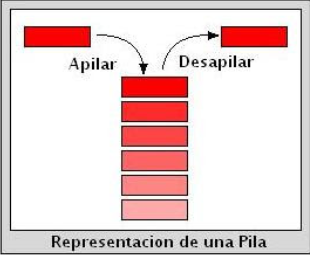 Apilar
Desapilar
Representacion de una Pila